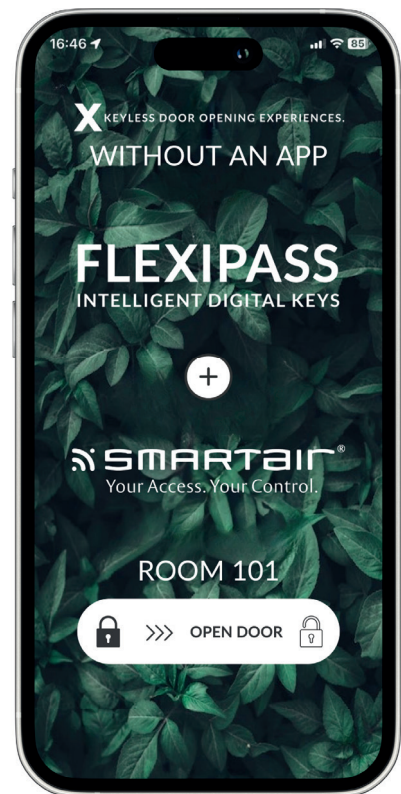 16:46
85
X KEYLESS DOOR OPENING EXPERIENCES.
WITHOUT AN APP
FLEXIPASS
INTELLIGENT DIGITAL KEYS
+
SMARTair®
Your Access. Your Control.
ROOM 101
>>> OPEN DOOR